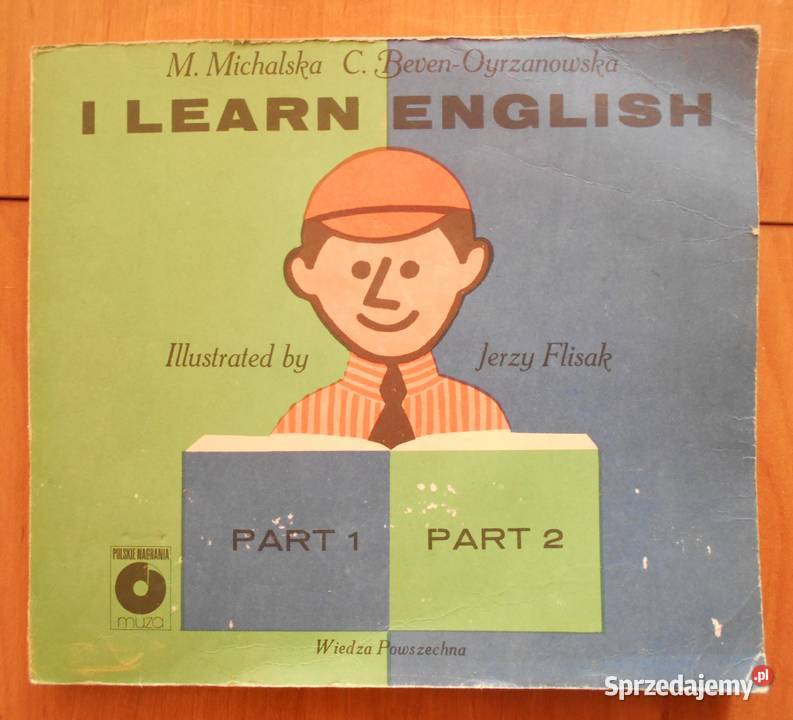 M. Michalska C. Beven-Oyrzanowska
I LEARN ENGLISH
Illustrated by Jerzy Flisak
PART 1 PART 2
POLSKIE NAGRANIA
muza
Wiedza Powszechna
Sprzedajemy.pl